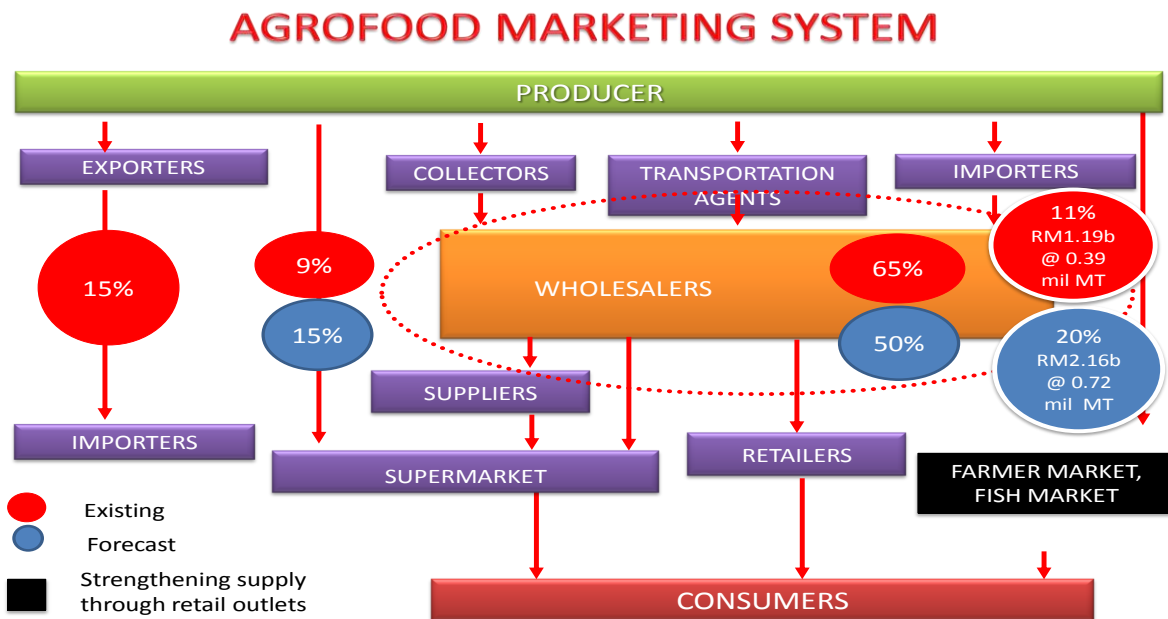 AGROFOOD MARKETING SYSTEM
PRODUCER
EXPORTERS
COLLECTORS
TRANSPORTATION
AGENTS
IMPORTERS
11%
RM1.19b
@ 0.39
mil MT
15%
9%
WHOLESALERS
65%
15%
50%
20%
RM2.16b
@ 0.72
mil MT
SUPPLIERS
IMPORTERS
SUPERMARKET
RETAILERS
FARMER MARKET,
FISH MARKET
Existing
Forecast
Strengthening supply
through retail outlets
CONSUMERS